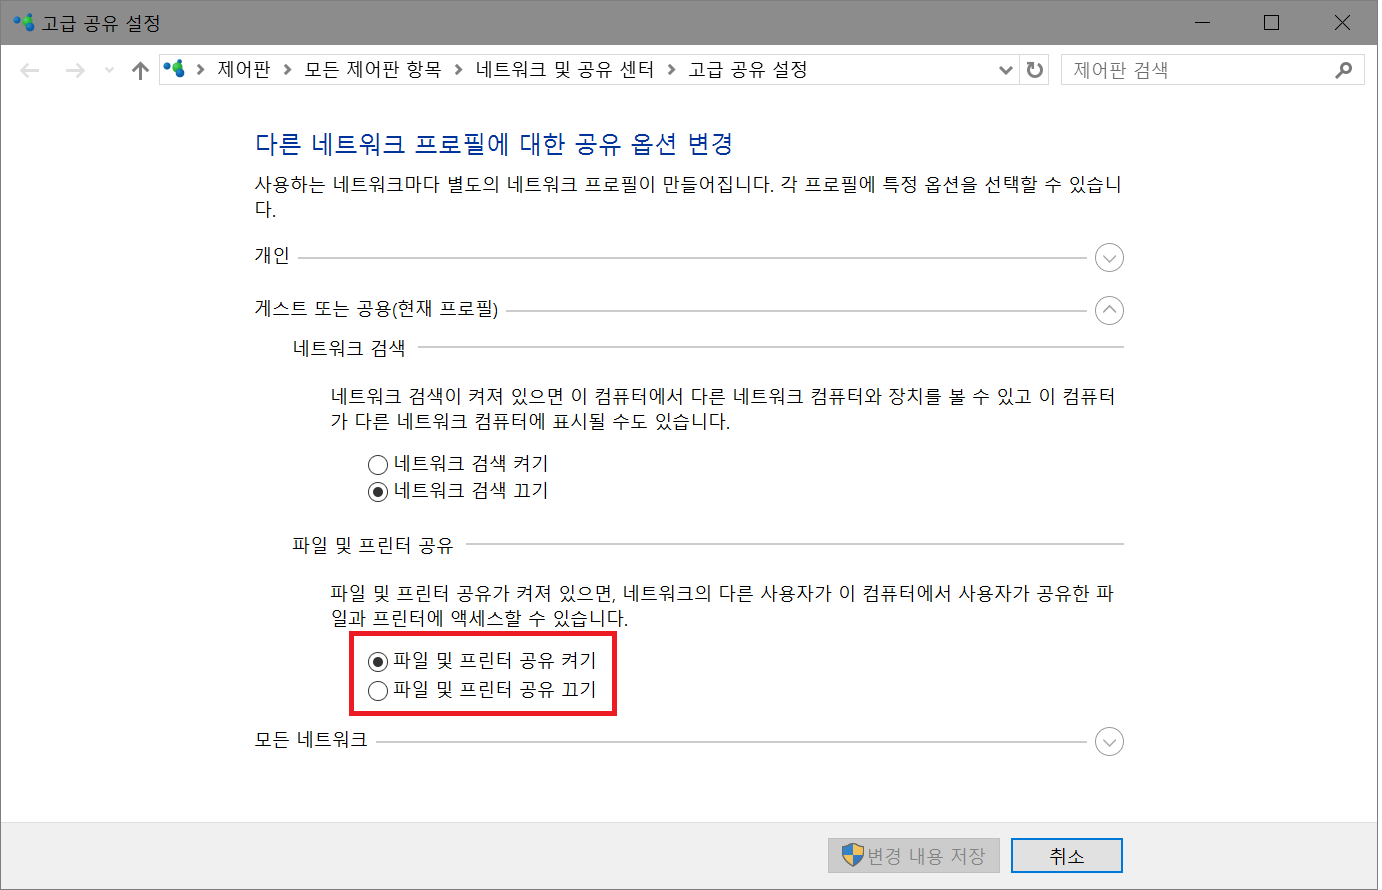 고급 공유 설정
제어판 모든 제어판 항목 네트워크 및 공유 센터 고급 공유 설정 제어판 검색
다른 네트워크 프로필에 대한 공유 옵션 변경
사용하는 네트워크마다 별도의 네트워크 프로필이 만들어집니다. 각 프로필에 특정 옵션을 선택할 수 있습니
다.
개인
게스트 또는 공용(현재 프로필)
네트워크 검색
네트워크 검색이 켜져 있으면 이 컴퓨터에서 다른 네트워크 컴퓨터와 장치를 볼 수 있고 이 컴퓨터
가 다른 네트워크 컴퓨터에 표시될 수도 있습니다.
네트워크 검색 켜기
네트워크 검색 끄기
파일 및 프린터 공유
파일 및 프린터 공유가 켜져 있으면, 네트워크의 다른 사용자가 이 컴퓨터에서 사용자가 공유한 파
일과 프린터에 액세스할 수 있습니다.
파일 및 프린터 공유 켜기
파일 및 프린터 공유 끄기
모든 네트워크
변경 내용 저장 취소